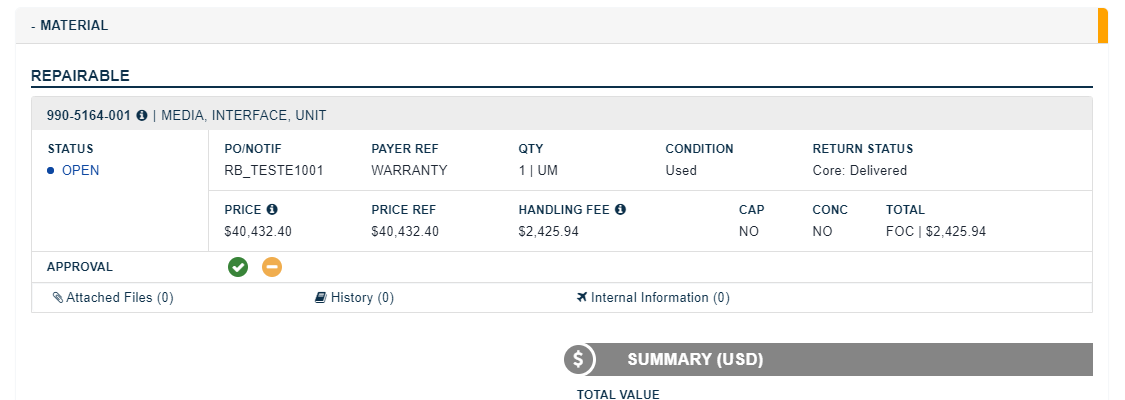 - MATERIAL
REPAIRABLE
990-5164-001 | MEDIA, INTERFACE, UNIT
STATUS PO/NOTIF PAYER REF QTY CONDITION RETURN STATUS
OPEN RB_TESTE1001 WARRANTY 1 | UM Used Core: Delivered
PRICE PRICE REF HANDLING FEE CAP CONC TOTAL
$40,432.40 $40,432.40 $2,425.94 NO NO FOC | $2,425.94
APPROVAL
Attached Files (0) History (0) Internal Information (0)
$ SUMMARY (USD)
TOTAL VALUE